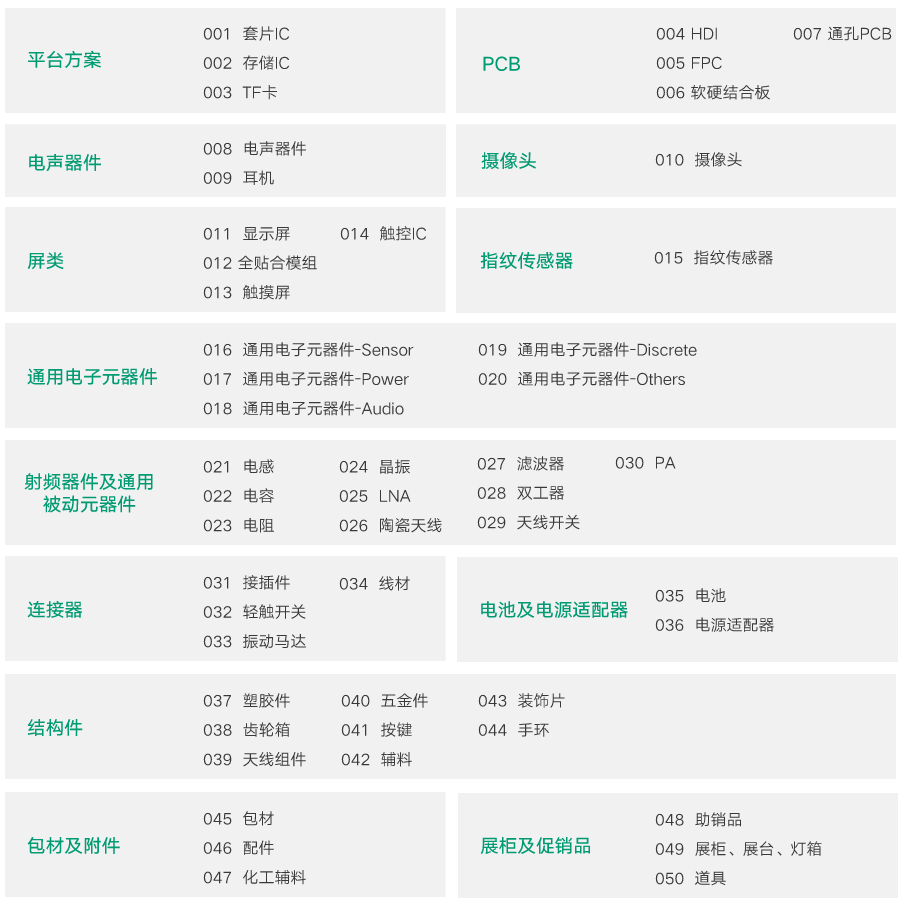 平台方案
001 套片IC
002 存储IC
003 TF卡
PCB
004 HDI
005 FPC
006 软硬结合板
007 通孔PCB
电声器件
008 电声器件
009 耳机
摄像头
010 摄像头
屏类
011 显示屏
012 全贴合模组
013 触摸屏
014 触控IC
指纹传感器
015 指纹传感器
通用电子元器件
016 通用电子元器件-Sensor
017 通用电子元器件-Power
018 通用电子元器件-Audio
019 通用电子元器件-Discrete
020 通用电子元器件-Others
射频器件及通用
被动元器件
021 电感
022 电容
023 电阻
024 晶振
025 LNA
026 陶瓷天线
027 滤波器
028 双工器
029 天线开关
030 PA
连接器
031 接插件
032 轻触开关
033 振动马达
034 线材
电池及电源适配器
035 电池
036 电源适配器
结构件
037 塑胶件
038 齿轮箱
039 天线组件
040 五金件
041 按键
042 辅料
043 装饰片
044 手环
包材及附件
045 包材
046 配件
047 化工辅料
展柜及促销品
048 助销品
049 展柜、展台、灯箱
050 道具